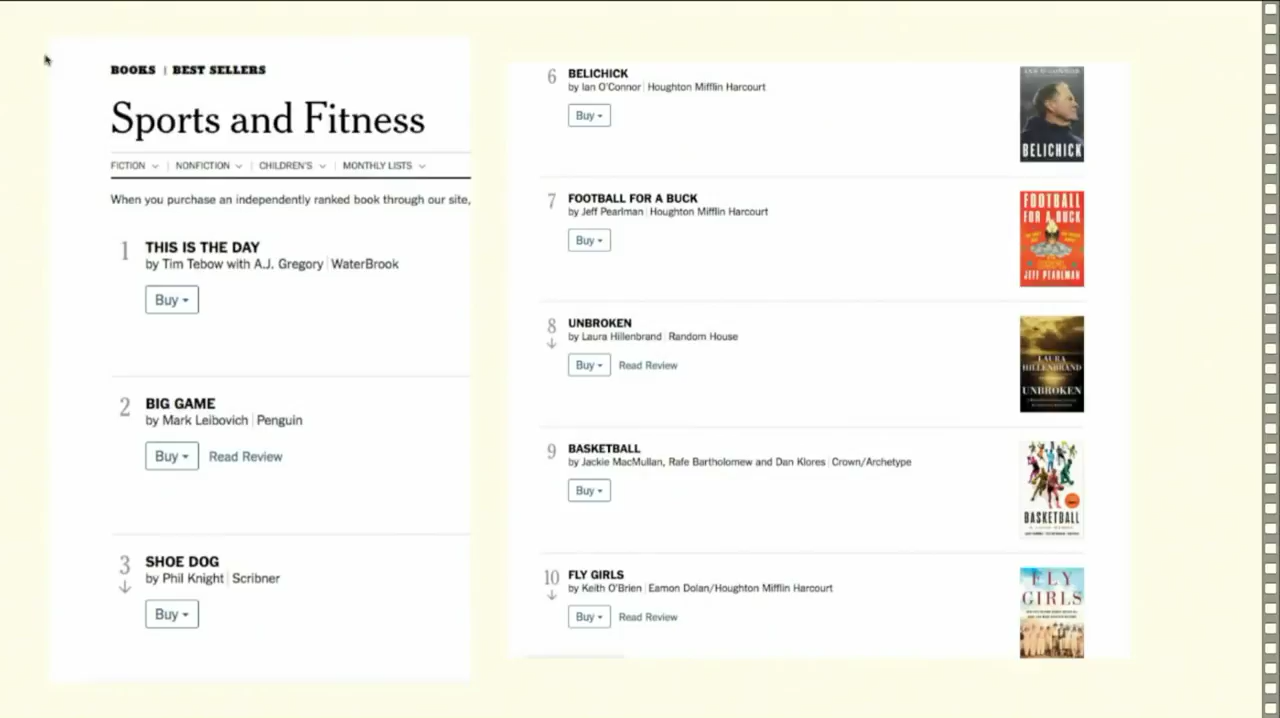 BOOKS | BEST SELLERS
Sports and Fitness
FICTION | NONFICTION | CHILDREN'S | MONTHLY LISTS
When you purchase an independently ranked book through our site,
1
THIS IS THE DAY
by Tim Tebow with A.J. Gregory | WaterBrook
Buy
2
BIG GAME
by Mark Leibovich | Penguin
Buy Read Review
3
SHOE DOG
by Phil Knight | Scribner
Buy
6
BELICHICK
by Ian O'Connor | Houghton Mifflin Harcourt
Buy
BELICHICK
7
FOOTBALL FOR A BUCK
by Jeff Pearlman | Houghton Mifflin Harcourt
Buy
FOOTBALL
FOR A BUCK
JEFF PEARLMAN
8
UNBROKEN
by Laura Hillenbrand | Random House
Buy Read Review
LAURA
HILLENBRAND
UNBROKEN
9
BASKETBALL
by Jackie MacMullan, Rafe Bartholomew and Dan Klores | Crown/Archetype
Buy
BASKETBALL
10
FLY GIRLS
by Keith O'Brien | Eamon Dolan/Houghton Mifflin Harcourt
Buy Read Review
FLY
GIRLS